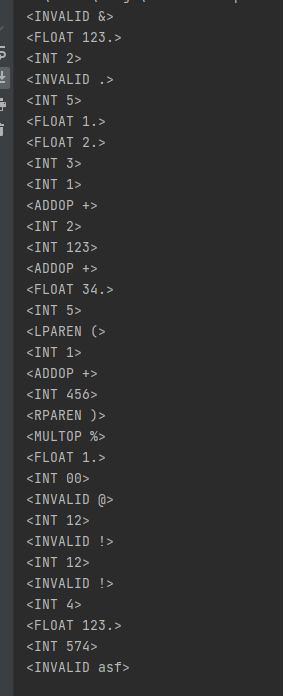 <INVALID &>
<FLOAT 123.>
<INT 2>
<INVALID .>
<INT 5>
<FLOAT 1.>
<FLOAT 2.>
<INT 3>
<INT 1>
<ADDOP +>
<INT 2>
<INT 123>
<ADDOP +>
<FLOAT 34.>
<INT 5>
<LPAREN (>
<INT 1>
<ADDOP +>
<INT 456>
<RPAREN )>
<MULTOP %>
<FLOAT 1.>
<INT 00>
<INVALID @>
<INT 12>
<INVALID !>
<INT 12>
<INVALID !>
<INT 4>
<FLOAT 123.>
<INT 574>
<INVALID asf>